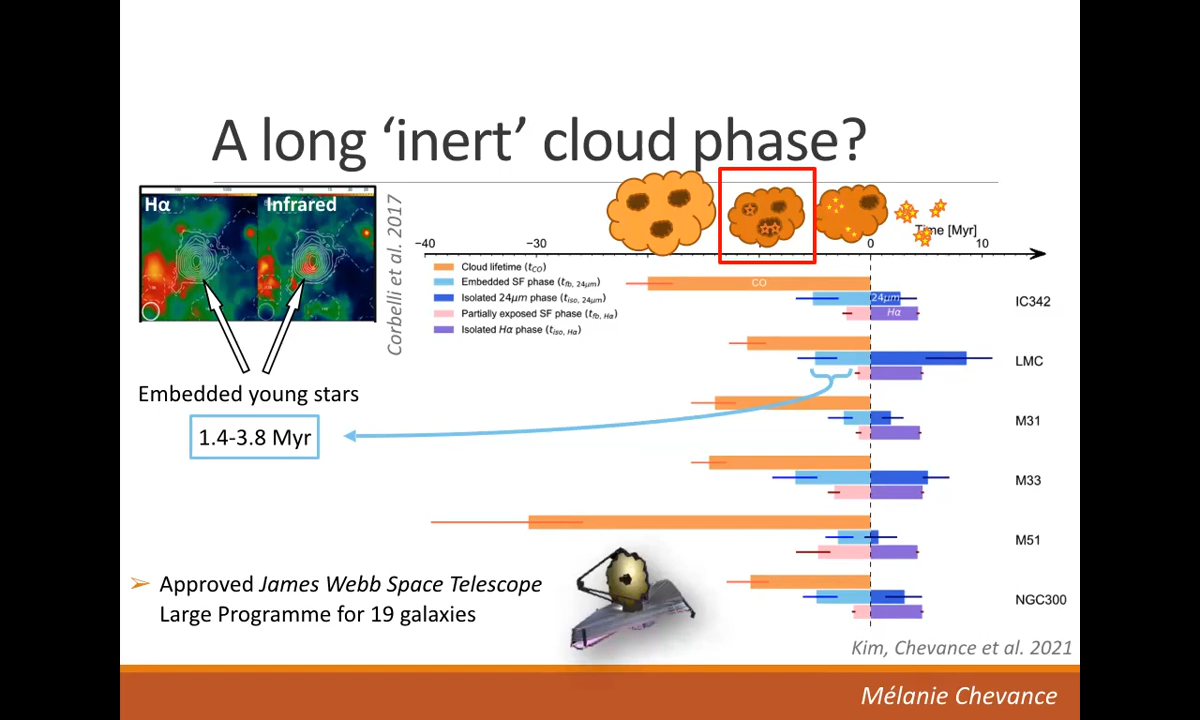 A long ‘inert’ cloud phase?
Hα
Infrared
Corbelli et al. 2017
Time [Myr]
−40
−30
0
10
Cloud lifetime (tCO)
Embedded SF phase (tfb, 24μm)
Isolated 24μm phase (tiso, 24μm)
Partially exposed SF phase (tfb, Hα)
Isolated Hα phase (tiso, Hα)
CO
24μm
Hα
IC342
LMC
M31
M33
M51
NGC300
Embedded young stars
1.4-3.8 Myr
Approved James Webb Space Telescope
Large Programme for 19 galaxies
Kim, Chevance et al. 2021
Mélanie Chevance